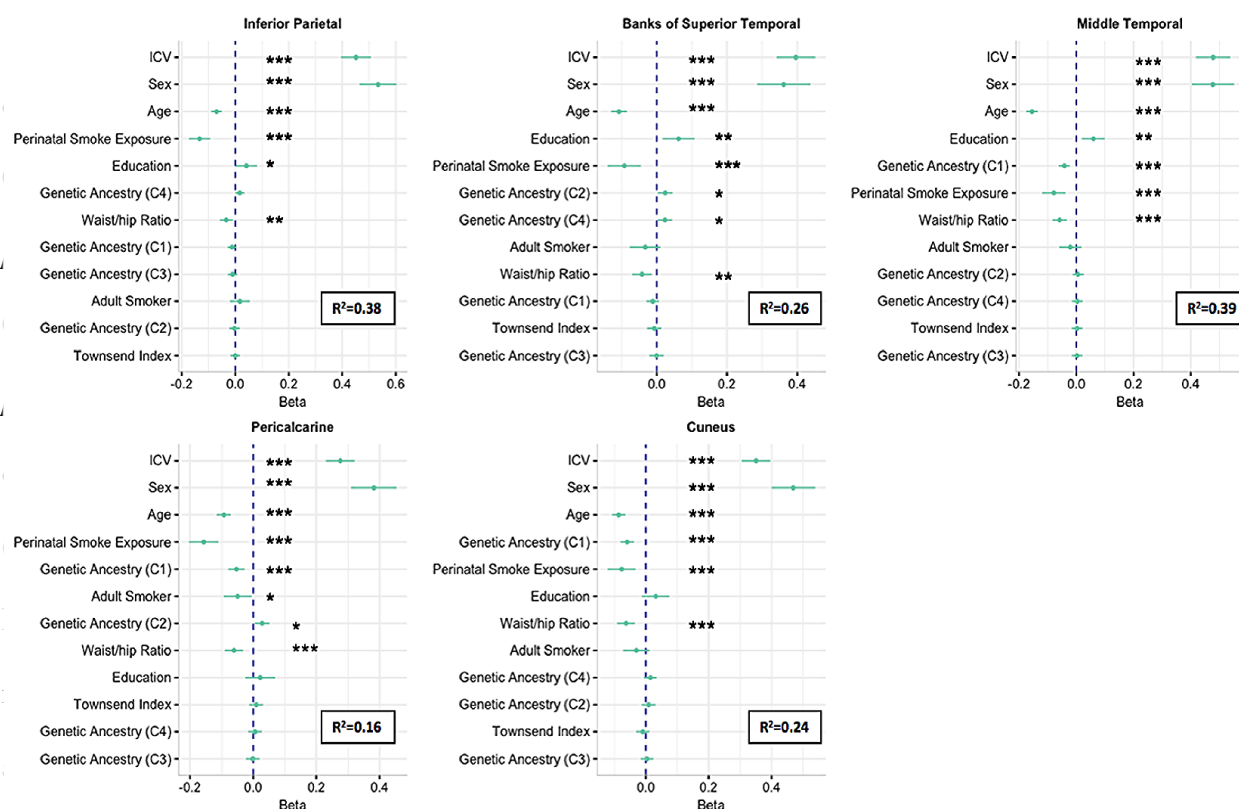 Inferior Parietal
ICV ***
Sex ***
Age ***
Perinatal Smoke Exposure ***
Education *
Genetic Ancestry (C4)
Waist/hip Ratio **
Genetic Ancestry (C1)
Genetic Ancestry (C3)
Adult Smoker
Genetic Ancestry (C2)
Townsend Index
R²=0.38
-0.2 0.0 0.2 0.4 0.6
Beta
Banks of Superior Temporal
ICV ***
Sex ***
Age ***
Education **
Perinatal Smoke Exposure ***
Genetic Ancestry (C2) *
Genetic Ancestry (C4) *
Adult Smoker
Waist/hip Ratio **
Genetic Ancestry (C1)
Townsend Index
Genetic Ancestry (C3)
R²=0.26
0.0 0.2 0.4
Beta
Middle Temporal
ICV ***
Sex ***
Age ***
Education **
Genetic Ancestry (C1) ***
Perinatal Smoke Exposure ***
Waist/hip Ratio ***
Adult Smoker
Genetic Ancestry (C2)
Genetic Ancestry (C4)
Townsend Index
Genetic Ancestry (C3)
R²=0.39
-0.2 0.0 0.2 0.4
Beta
Pericalcarine
ICV ***
Sex ***
Age ***
Perinatal Smoke Exposure ***
Genetic Ancestry (C1) ***
Adult Smoker *
Genetic Ancestry (C2) *
Waist/hip Ratio ***
Education
Townsend Index
Genetic Ancestry (C4)
Genetic Ancestry (C3)
R²=0.16
-0.2 0.0 0.2 0.4
Beta
Cuneus
ICV ***
Sex ***
Age ***
Genetic Ancestry (C1) ***
Perinatal Smoke Exposure ***
Education
Waist/hip Ratio ***
Adult Smoker
Genetic Ancestry (C4)
Genetic Ancestry (C2)
Townsend Index
Genetic Ancestry (C3)
R²=0.24
0.0 0.2 0.4
Beta